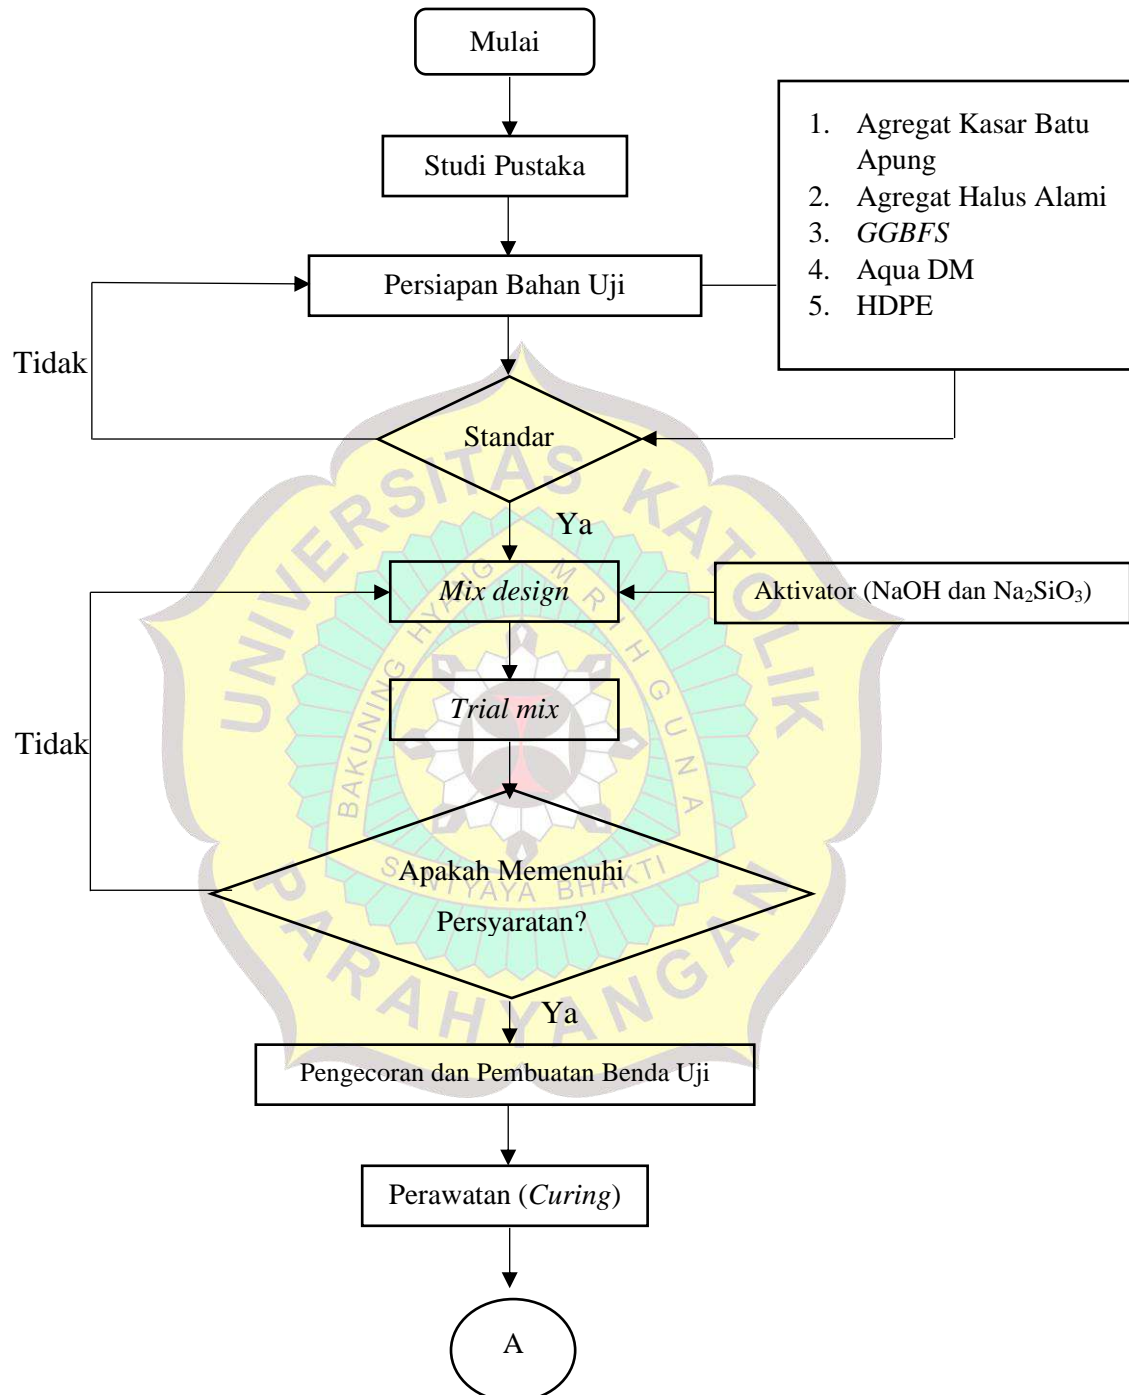 Mulai
Studi Pustaka
1. Agregat Kasar Batu
Apung
2. Agregat Halus Alami
3. GGBFS
4. Aqua DM
5. HDPE
Persiapan Bahan Uji
Tidak
Standar
Ya
Mix design
Aktivator (NaOH dan Na₂SiO₃)
Trial mix
Tidak
Apakah Memenuhi
Persyaratan?
Ya
Pengecoran dan Pembuatan Benda Uji
Perawatan (Curing)
A
UNIVERSITAS KATOLIK
PARAHYANGAN
BAKUNING HYANG MRIH GUNA
SANTYAYA BHAKTI